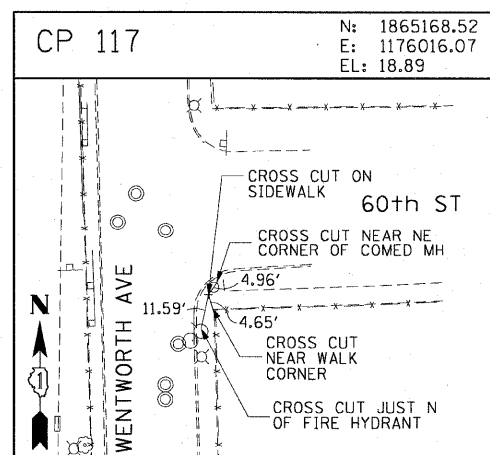 CP 117
N: 1865168.52
E: 1176016.07
EL: 18.89
CROSS CUT ON
SIDEWALK
60th ST
CROSS CUT NEAR NE
CORNER OF COMED MH
4.96'
11.59'
4.65'
N
1
WENTWORTH AVE
CROSS CUT
NEAR WALK
CORNER
CROSS CUT JUST N
OF FIRE HYDRANT